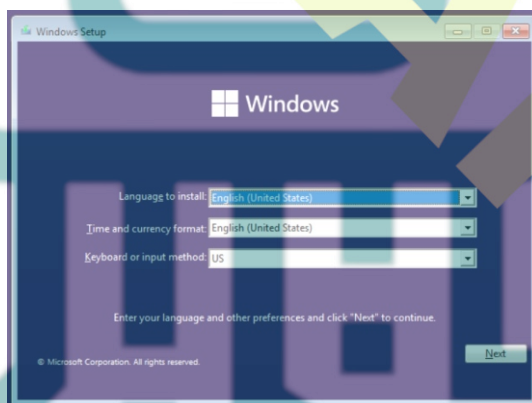 Windows Setup
Windows
Language to install: English (United States)
Time and currency format: English (United States)
Keyboard or input method: US
Enter your language and other preferences and click "Next" to continue.
© Microsoft Corporation. All rights reserved.
Next